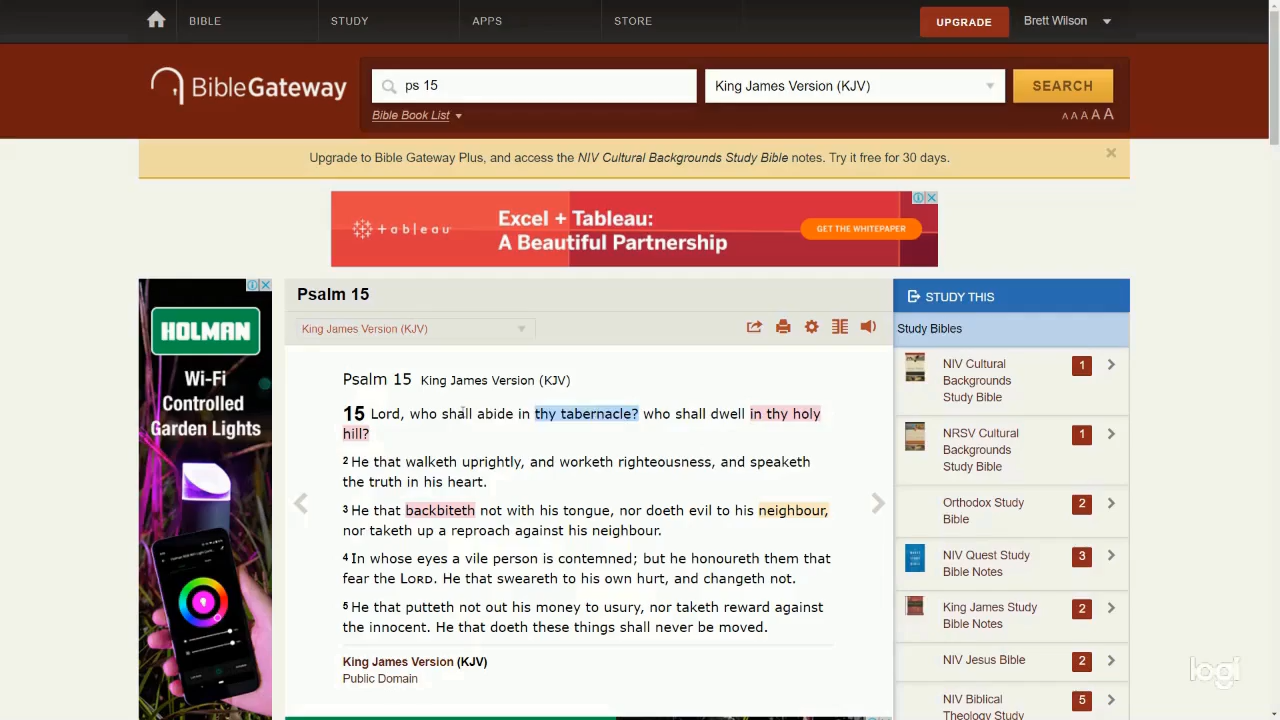 BIBLE STUDY APPS STORE UPGRADE Brett Wilson
BibleGateway ps 15 King James Version (KJV) SEARCH
Bible Book List A A A A A
Upgrade to Bible Gateway Plus, and access the NIV Cultural Backgrounds Study Bible notes. Try it free for 30 days.
+ableau
Excel + Tableau:
A Beautiful Partnership
GET THE WHITEPAPER
HOLMAN
Wi-Fi
Controlled
Garden Lights
Psalm 15
King James Version (KJV)
Psalm 15 King James Version (KJV)
15 Lord, who shall abide in thy tabernacle? who shall dwell in thy holy
hill?
2 He that walketh uprightly, and worketh righteousness, and speaketh
the truth in his heart.
3 He that backbiteth not with his tongue, nor doeth evil to his neighbour,
nor taketh up a reproach against his neighbour.
4 In whose eyes a vile person is contemned; but he honoureth them that
fear the LORD. He that sweareth to his own hurt, and changeth not.
5 He that putteth not out his money to usury, nor taketh reward against
the innocent. He that doeth these things shall never be moved.
King James Version (KJV)
Public Domain
STUDY THIS
Study Bibles
NIV Cultural
Backgrounds
Study Bible
1
NRSV Cultural
Backgrounds
Study Bible
1
Orthodox Study
Bible
2
NIV Quest Study
Bible Notes
3
King James Study
Bible Notes
2
NIV Jesus Bible
2
NIV Biblical
Theology Study
5
logi